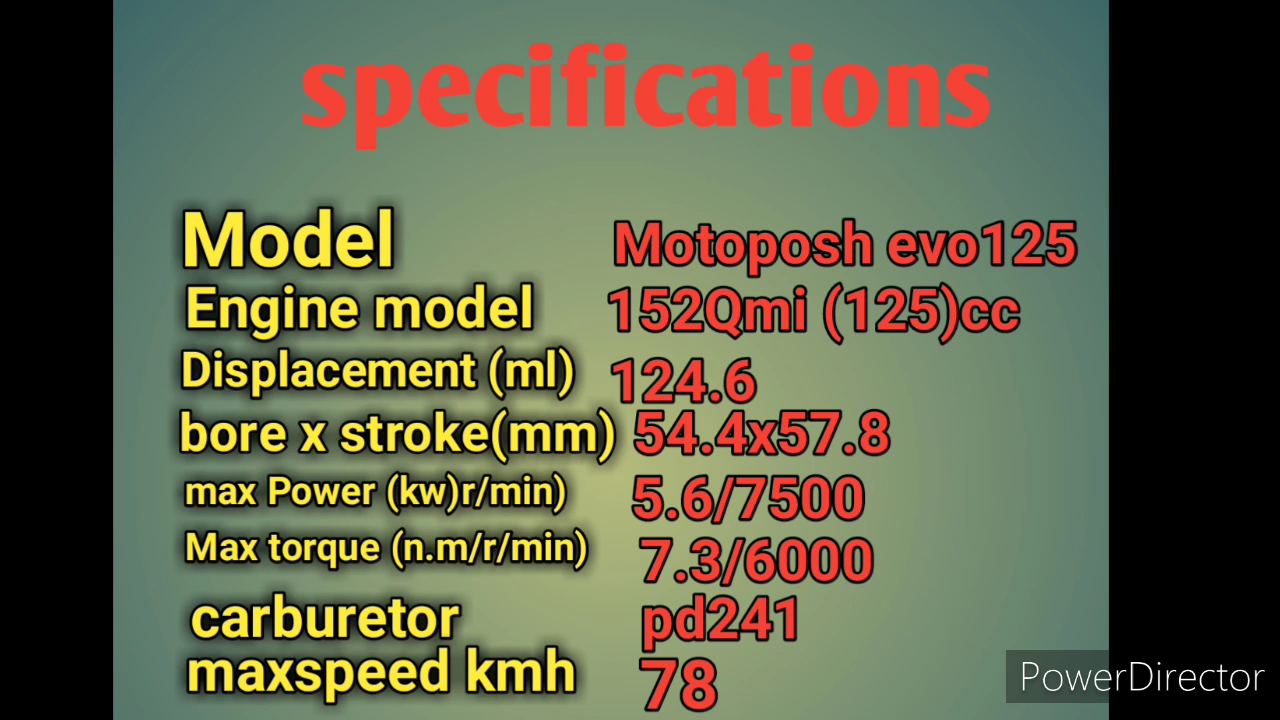 specifications
Model Motoposh evo125
Engine model 152Qmi (125)cc
Displacement (ml) 124.6
bore x stroke(mm) 54.4x57.8
max Power (kw)r/min) 5.6/7500
Max torque (n.m/r/min) 7.3/6000
carburetor pd241
maxspeed kmh 78
PowerDirector